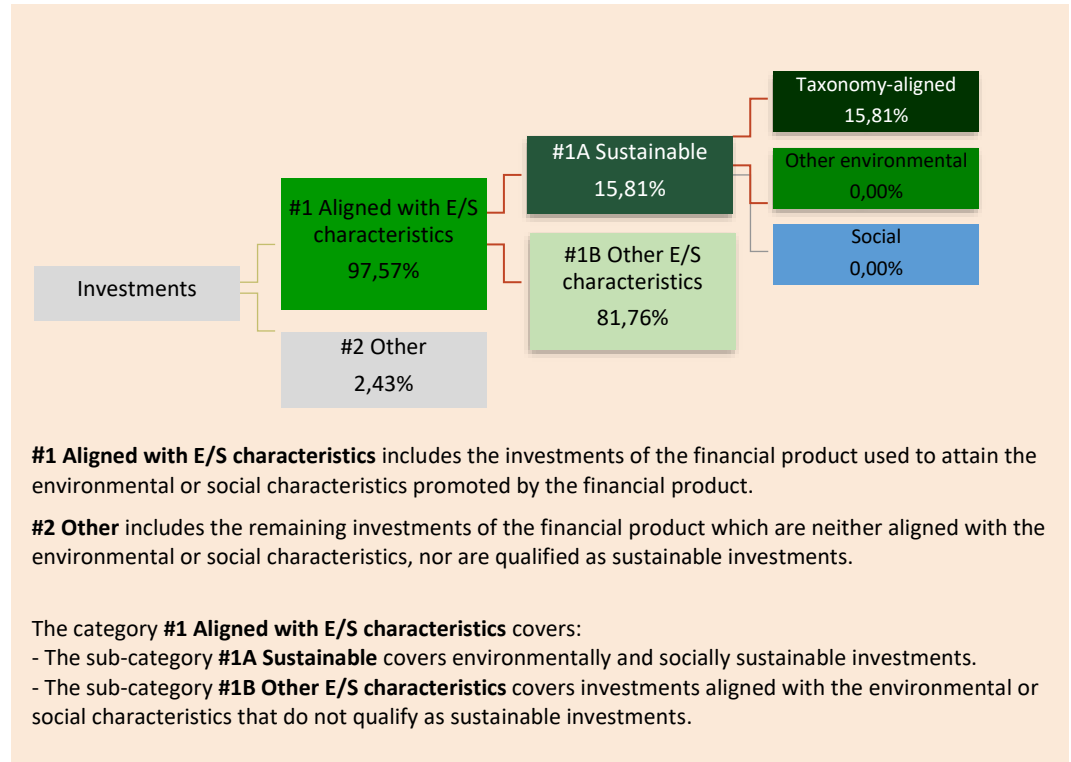 Taxonomy-aligned
15,81%
#1A Sustainable
15,81%
Other environmental
0,00%
#1 Aligned with E/S
characteristics
97,57%
Social
0,00%
#1B Other E/S
characteristics
81,76%
Investments
#2 Other
2,43%
#1 Aligned with E/S characteristics includes the investments of the financial product used to attain the
environmental or social characteristics promoted by the financial product.
#2 Other includes the remaining investments of the financial product which are neither aligned with the
environmental or social characteristics, nor are qualified as sustainable investments.
The category #1 Aligned with E/S characteristics covers:
- The sub-category #1A Sustainable covers environmentally and socially sustainable investments.
- The sub-category #1B Other E/S characteristics covers investments aligned with the environmental or
social characteristics that do not qualify as sustainable investments.